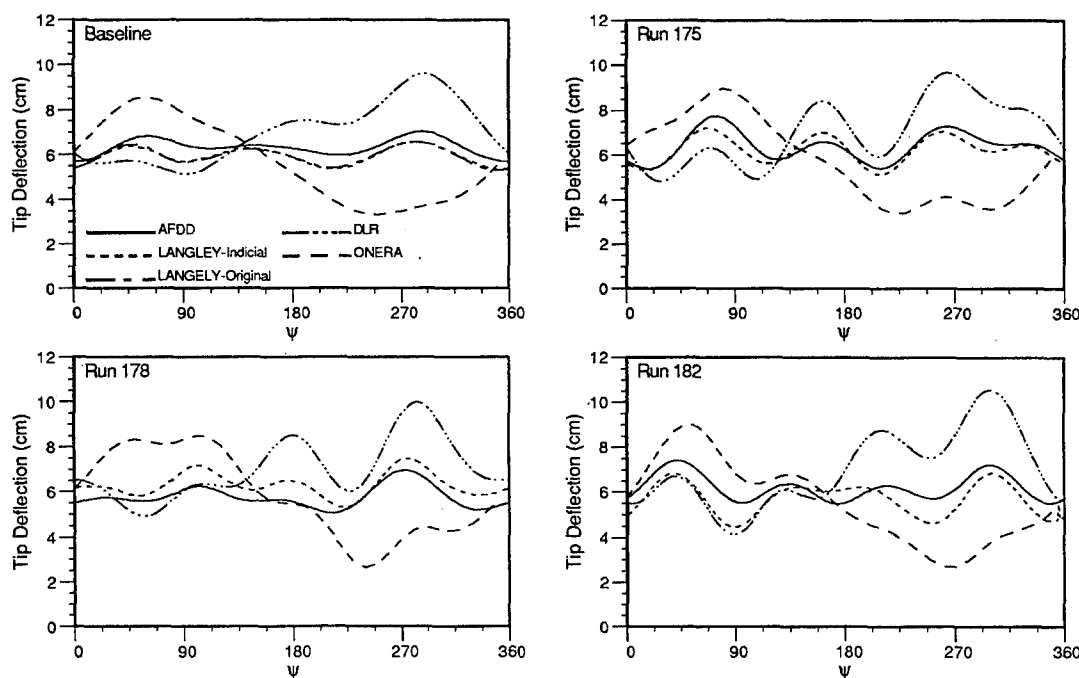 Baseline
Tip Deflection (cm)
12
10
8
6
4
2
0
AFDD
LANGLEY-Indicial
LANGELY-Original
DLR
ONERA
0 90 180 270 360
ψ
Run 175
Tip Deflection (cm)
12
10
8
6
4
2
0
0 90 180 270 360
ψ
Run 178
Tip Deflection (cm)
12
10
8
6
4
2
0
0 90 180 270 360
ψ
Run 182
Tip Deflection (cm)
12
10
8
6
4
2
0
0 90 180 270 360
ψ